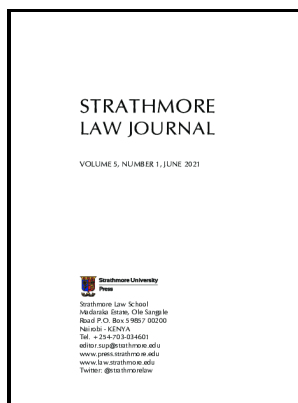 STRATHMORE
LAW JOURNAL
VOLUME 5, NUMBER 1, JUNE 2021
Strathmore University
Press
Strathmore Law School
Madaraka Estate, Ole Sangale
Road P.O. Box 59857 00200
Nairobi - KENYA
Tel. +254-703-034601
editor.sup@strathmore.edu
www.press.strathmore.edu
www.law.strathmore.edu
Twitter: @strathmorelaw